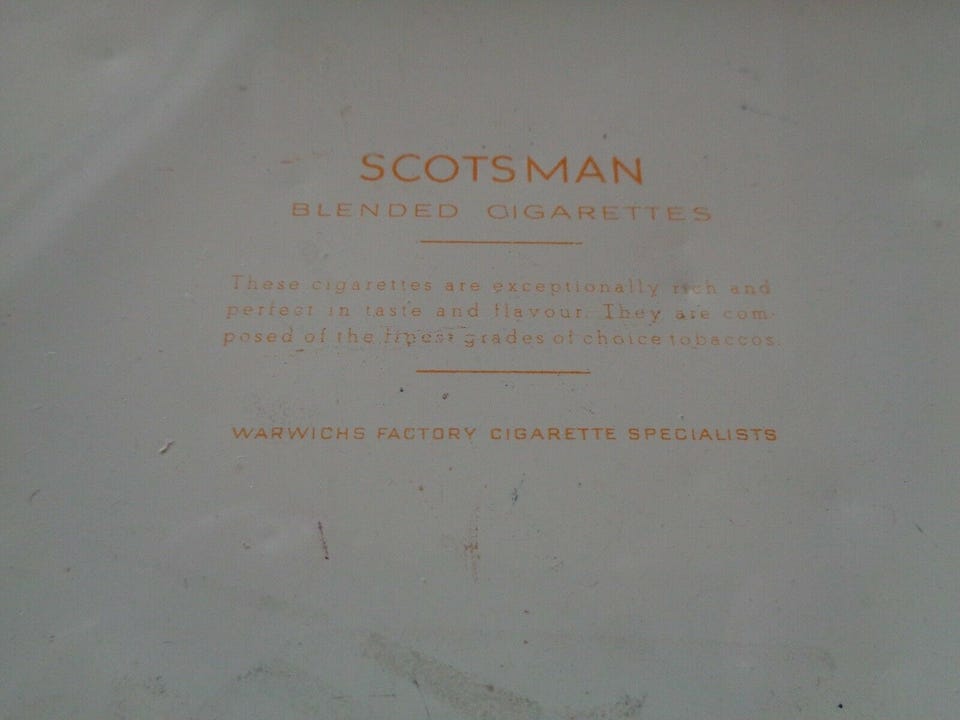 SCOTSMAN
BLENDED CIGARETTES
These cigarettes are exceptionally rich and
perfect in taste and flavour. They are com-
posed of the finest grades of choice tobaccos.
WARWICHS FACTORY CIGARETTE SPECIALISTS